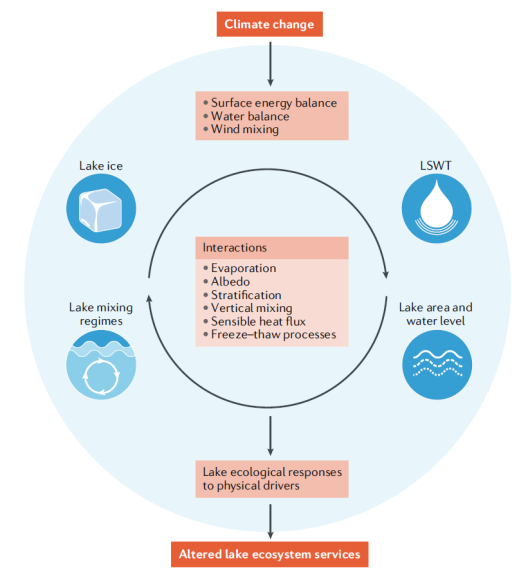 Climate change
• Surface energy balance
• Water balance
• Wind mixing
Lake ice
LSWT
Interactions
• Evaporation
• Albedo
• Stratification
• Vertical mixing
• Sensible heat flux
• Freeze–thaw processes
Lake mixing
regimes
Lake area and
water level
Lake ecological responses
to physical drivers
Altered lake ecosystem services